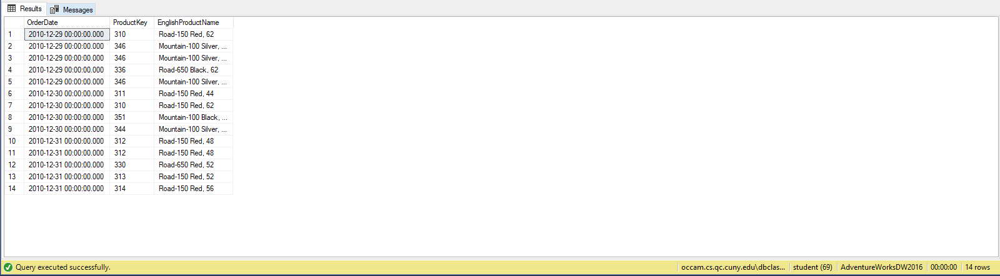 Results Messages
OrderDate ProductKey EnglishProductName
1 2010-12-29 00:00:00.000 310 Road-150 Red, 62
2 2010-12-29 00:00:00.000 346 Mountain-100 Silver, ...
3 2010-12-29 00:00:00.000 346 Mountain-100 Silver, ...
4 2010-12-29 00:00:00.000 336 Road-650 Black, 62
5 2010-12-29 00:00:00.000 346 Mountain-100 Silver, ...
6 2010-12-30 00:00:00.000 311 Road-150 Red, 44
7 2010-12-30 00:00:00.000 310 Road-150 Red, 62
8 2010-12-30 00:00:00.000 351 Mountain-100 Black, ...
9 2010-12-30 00:00:00.000 344 Mountain-100 Silver, ...
10 2010-12-31 00:00:00.000 312 Road-150 Red, 48
11 2010-12-31 00:00:00.000 312 Road-150 Red, 48
12 2010-12-31 00:00:00.000 330 Road-650 Red, 52
13 2010-12-31 00:00:00.000 313 Road-150 Red, 52
14 2010-12-31 00:00:00.000 314 Road-150 Red, 56
Query executed successfully. occam.cs.qc.cuny.edu\dbclas... student (69) AdventureWorksDW2016 00:00:00 14 rows